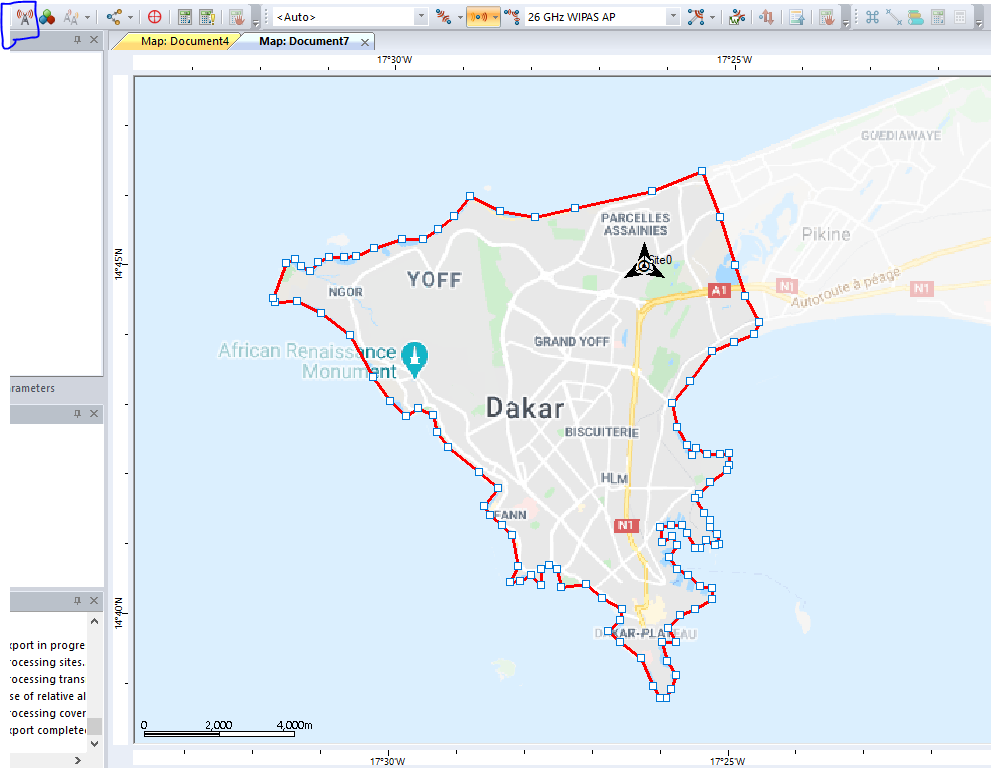 <Auto>
26 GHz WIPAS AP
Map: Document4
Map: Document7
17°30'W
17°25'W
GUEDIAWAYE
PARCELLES
ASSAINIES
Pikine
Site0
14°45'N
YOFF
NGOR
A1
N1
N1
Autoroute à péage
African Renaissance
Monument
GRAND YOFF
arameters
Dakar
BISCUITERIE
HLM
FANN
N1
14°40'N
DAKAR-PLATEAU
xport in progre
rocessing sites.
rocessing trans
se of relative al
rocessing cover
xport complete
0 2,000 4,000m
17°30'W
17°25'W